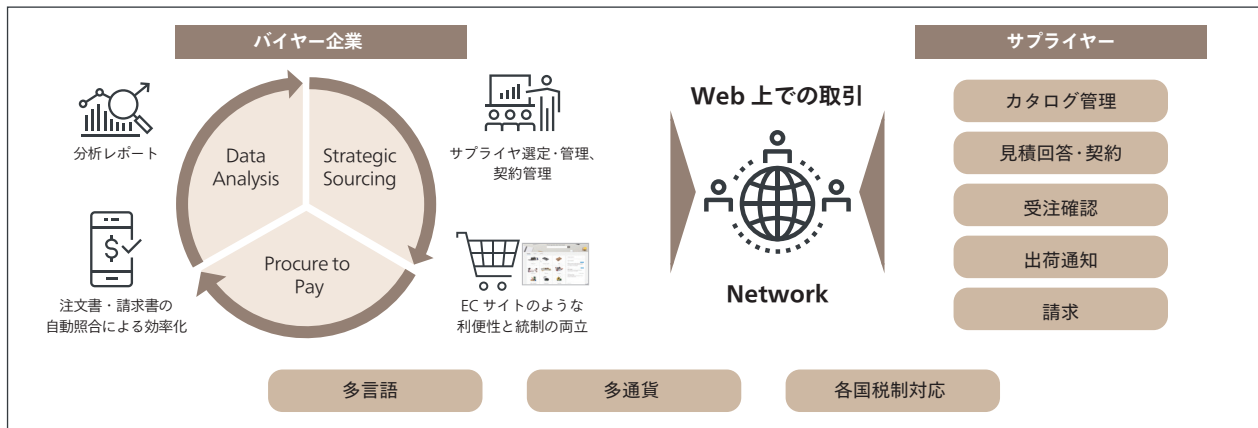 バイヤー企業
分析レポート
Data
Analysis
Strategic
Sourcing
サプライヤ選定・管理、
契約管理
$
注文書・請求書の
自動照合による効率化
Procure to
Pay
EC サイトのような
利便性と統制の両立
Web 上での取引
Network
サプライヤー
カタログ管理
見積回答・契約
受注確認
出荷通知
請求
多言語
多通貨
各国税制対応